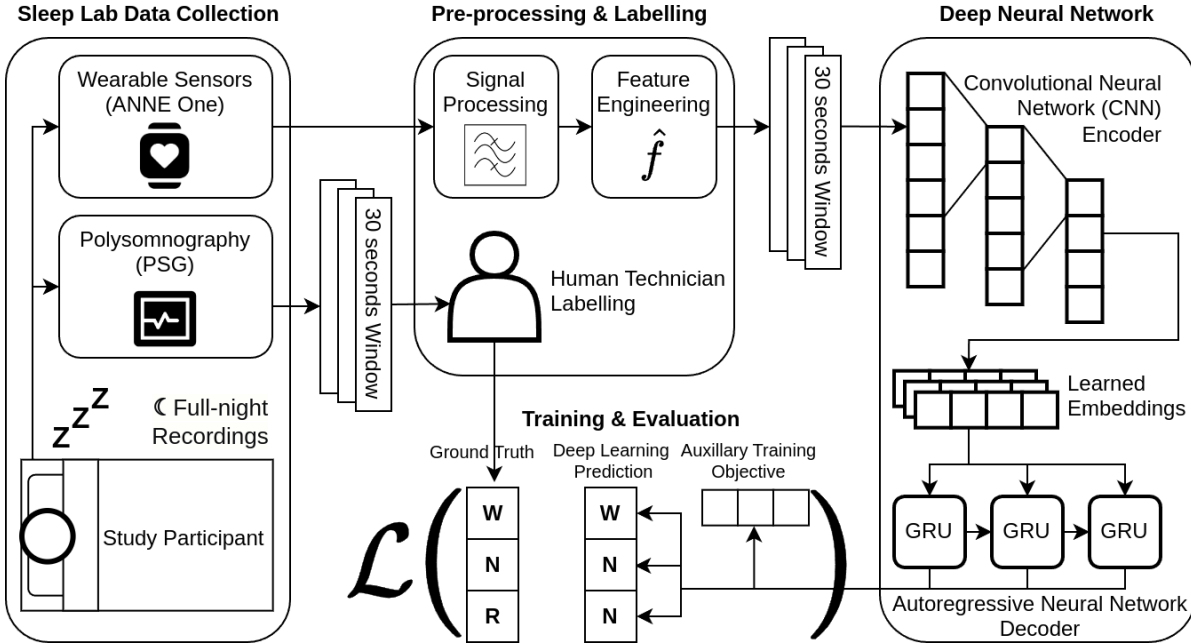 Sleep Lab Data Collection
Wearable Sensors
(ANNE One)
Polysomnography
(PSG)
30 seconds Window
Z
Z
Z
Full-night
Recordings
Study Participant
Pre-processing & Labelling
Signal
Processing
Feature
Engineering
f̂
Human Technician
Labelling
30 seconds Window
Deep Neural Network
Convolutional Neural
Network (CNN)
Encoder
Learned
Embeddings
GRU
GRU
GRU
Autoregressive Neural Network
Decoder
Training & Evaluation
Ground Truth
Deep Learning
Prediction
Auxillary Training
Objective
ℒ (
W
N
R
W
N
N
)